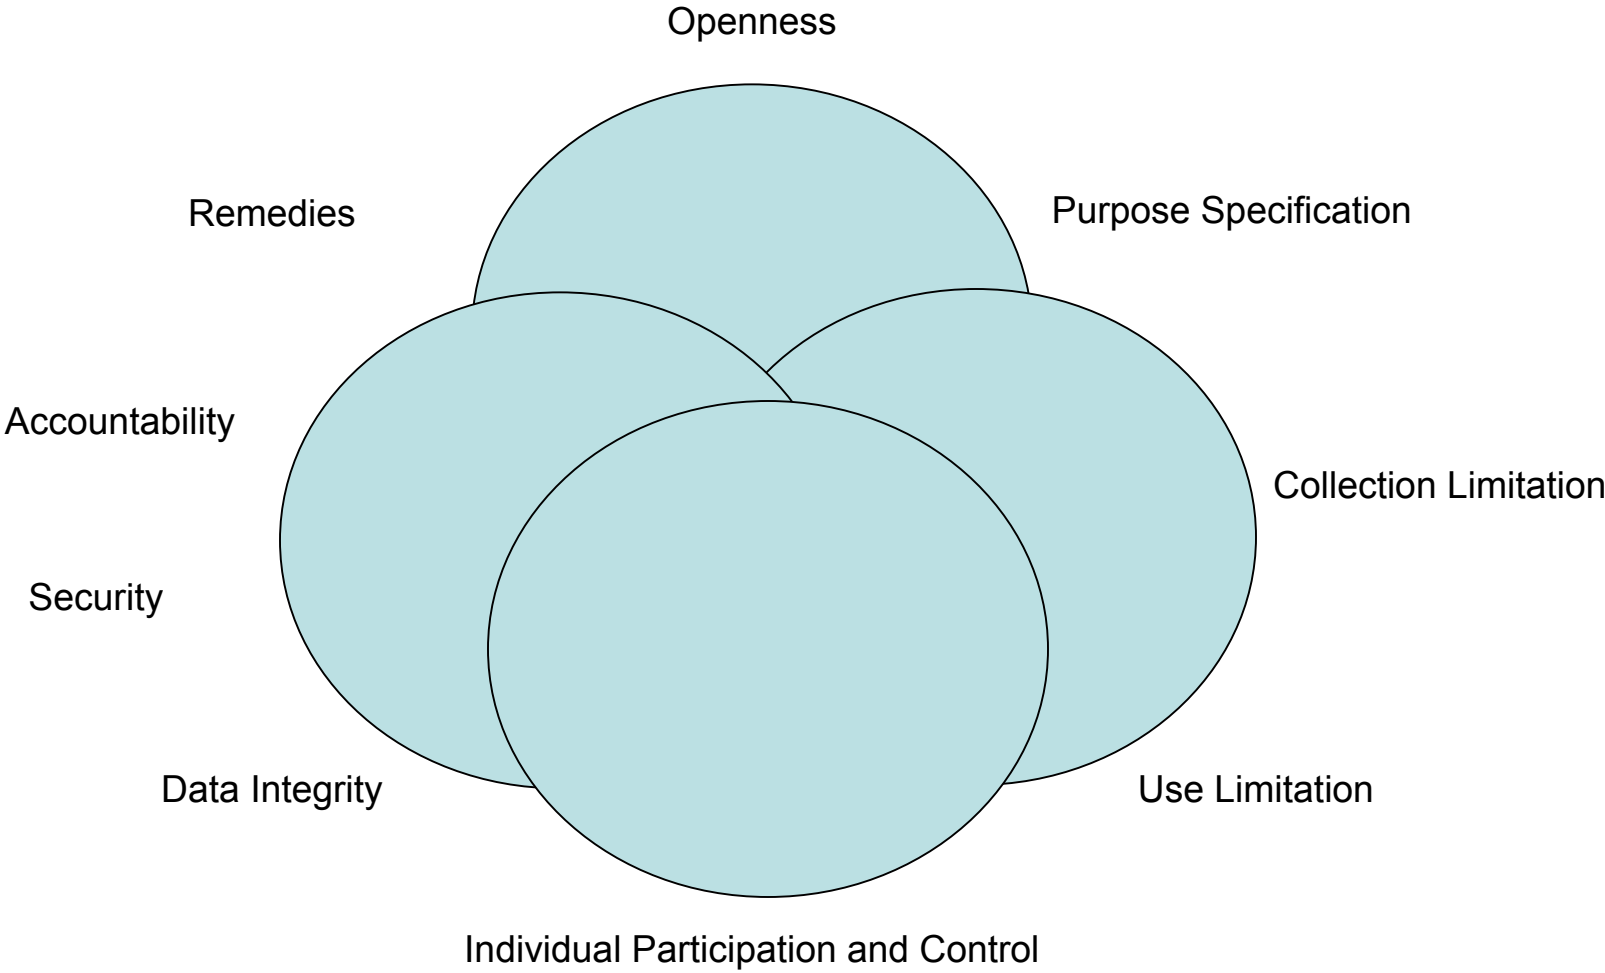 Openness
Remedies
Purpose Specification
Accountability
Collection Limitation
Security
Data Integrity
Use Limitation
Individual Participation and Control